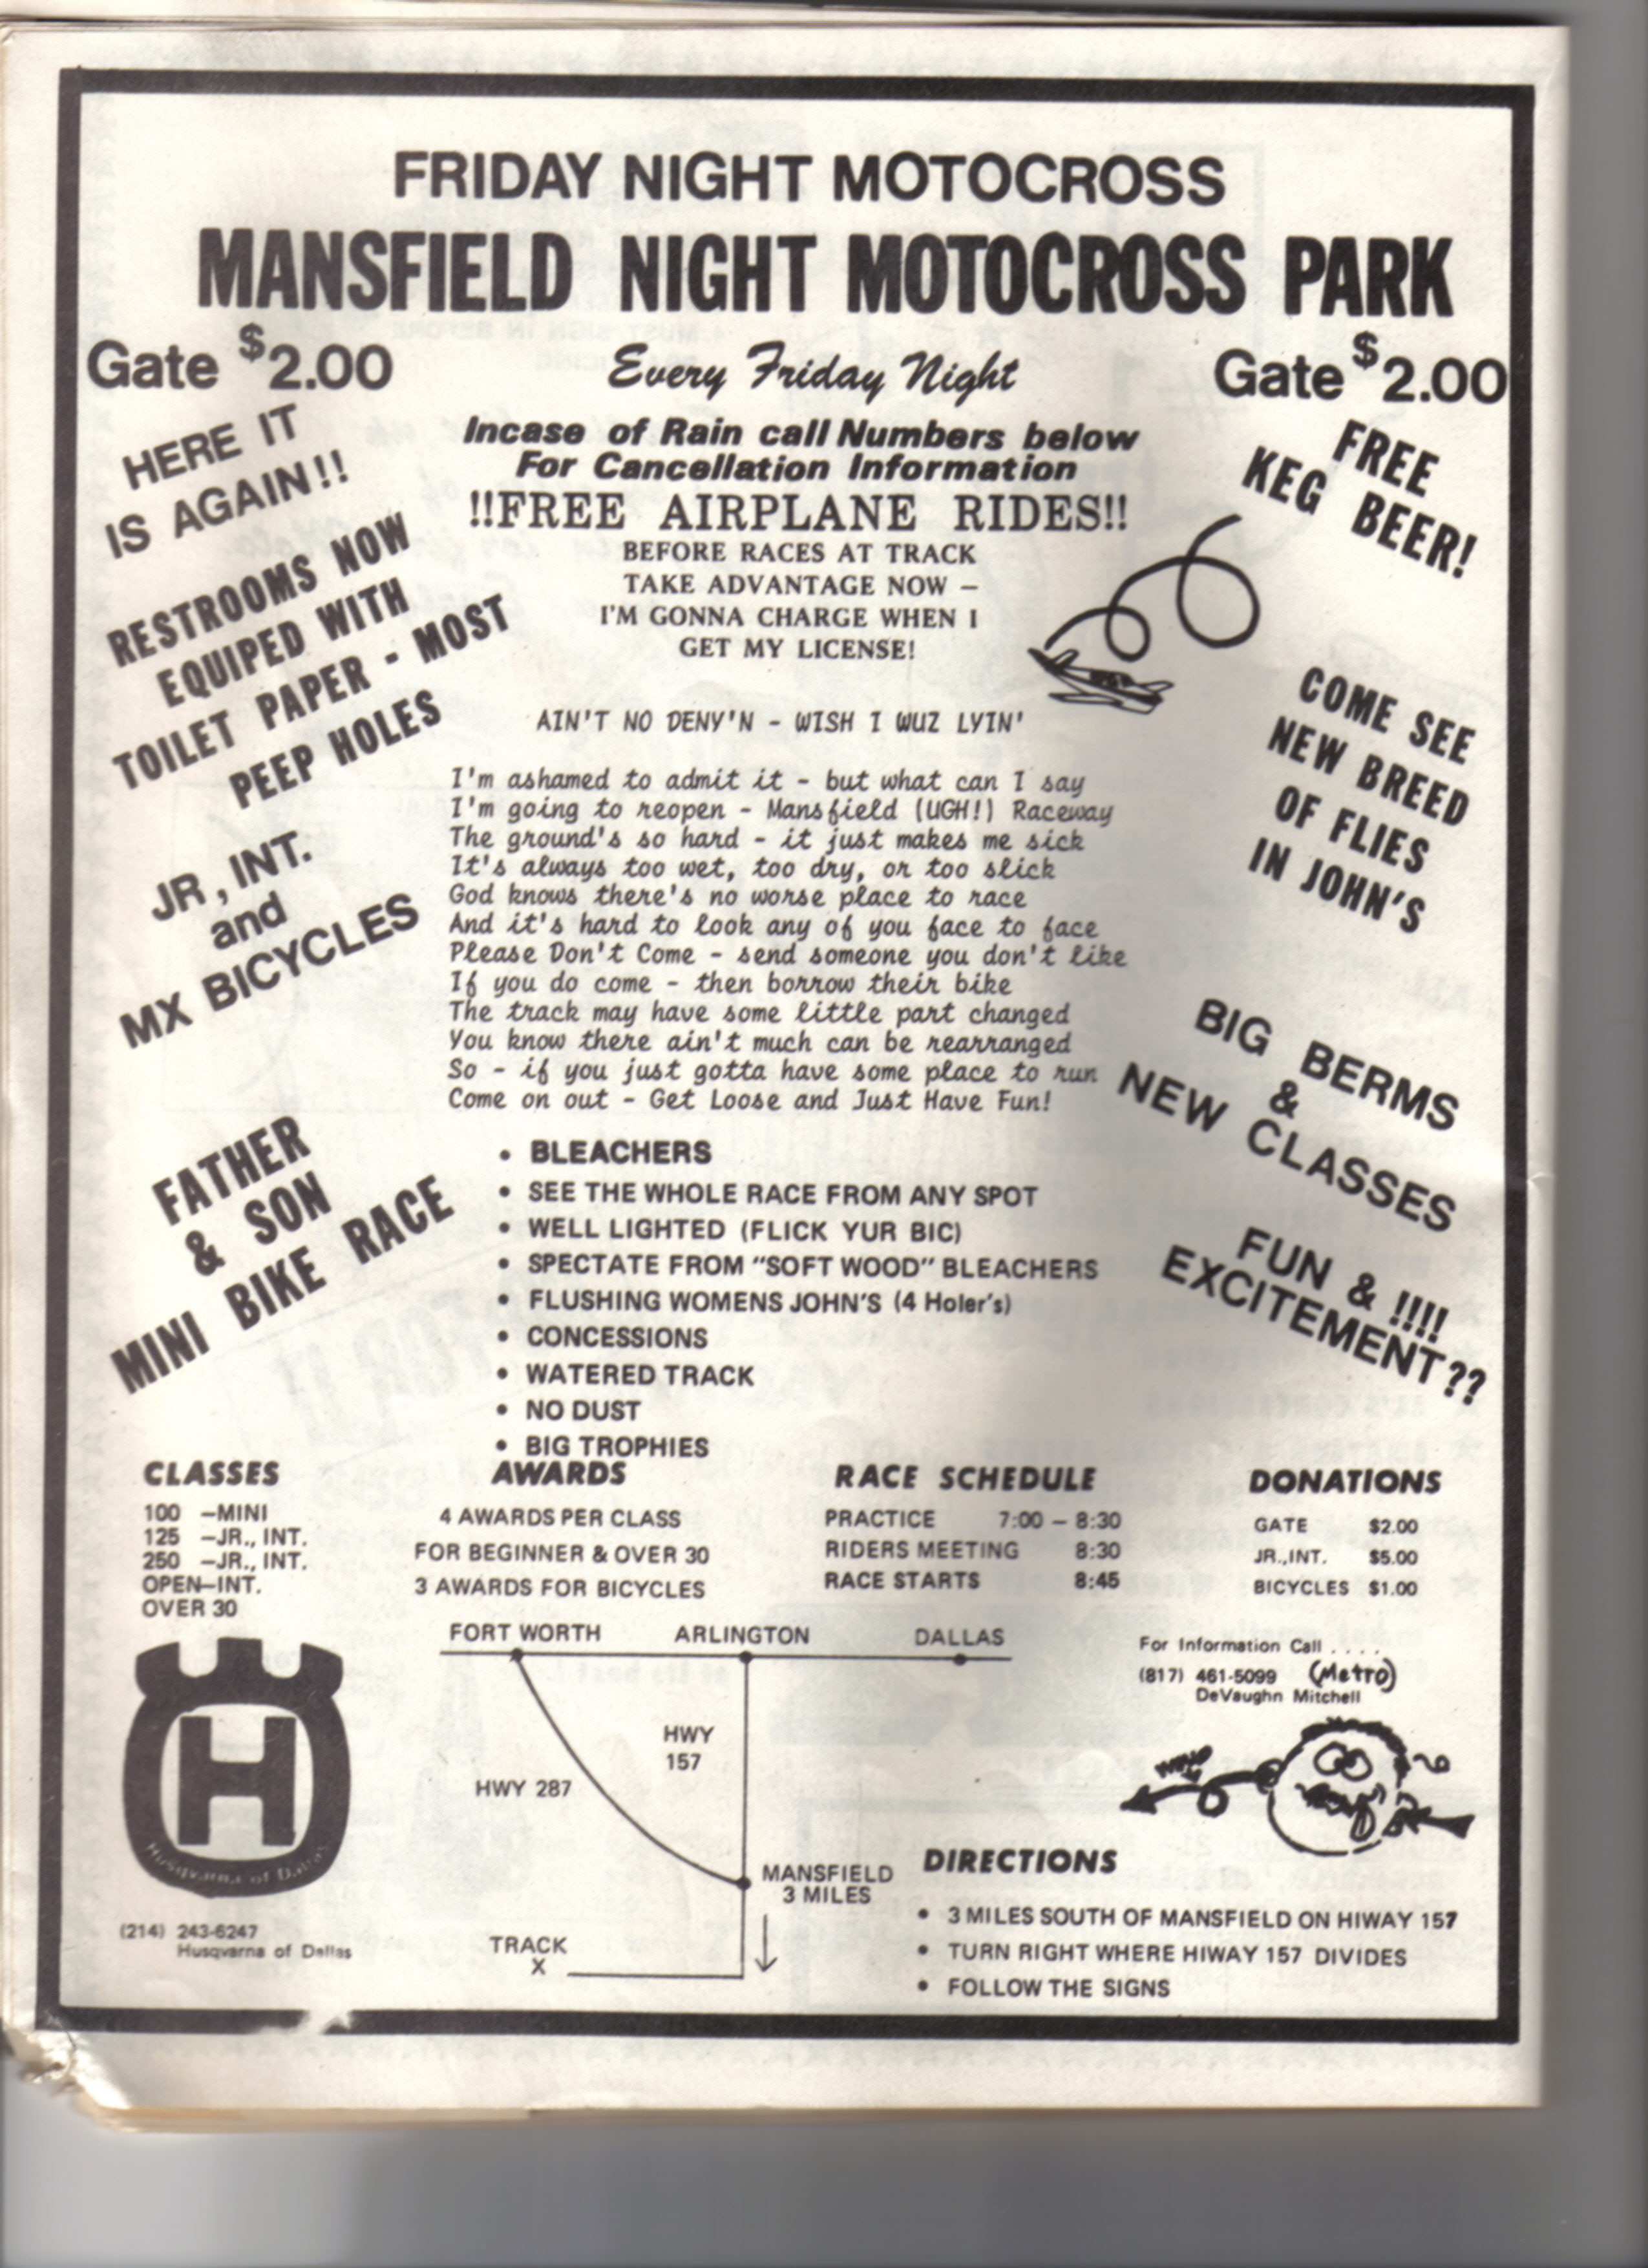 FRIDAY NIGHT MOTOCROSS
MANSFIELD NIGHT MOTOCROSS PARK
Gate $2.00
Every Friday Night
Gate $2.00
HERE IT
IS AGAIN!!
RESTROOMS NOW
EQUIPED WITH
TOILET PAPER - MOST
PEEP HOLES
JR, INT.
and
MX BICYCLES
FATHER
& SON
MINI BIKE RACE
Incase of Rain call Numbers below
For Cancellation Information
!!FREE AIRPLANE RIDES!!
BEFORE RACES AT TRACK
TAKE ADVANTAGE NOW –
I'M GONNA CHARGE WHEN I
GET MY LICENSE!
AIN'T NO DENY'N - WISH I WUZ LYIN'
I'm ashamed to admit it - but what can I say
I'm going to reopen - Mansfield (UGH!) Raceway
The ground's so hard - it just makes me sick
It's always too wet, too dry, or too slick
God knows there's no worse place to race
And it's hard to look any of you face to face
Please Don't Come - send someone you don't like
If you do come - then borrow their bike
The track may have some little part changed
You know there ain't much can be rearranged
So - if you just gotta have some place to run
Come on out - Get Loose and Just Have Fun!
• BLEACHERS
• SEE THE WHOLE RACE FROM ANY SPOT
• WELL LIGHTED (FLICK YUR BIC)
• SPECTATE FROM "SOFT WOOD" BLEACHERS
• FLUSHING WOMENS JOHN'S (4 Holer's)
• CONCESSIONS
• WATERED TRACK
• NO DUST
• BIG TROPHIES
FREE
KEG BEER!
COME SEE
NEW BREED
OF FLIES
IN JOHN'S
BIG BERMS
&
NEW CLASSES
FUN & !!!!
EXCITEMENT??
CLASSES
100 –MINI
125 –JR., INT.
250 –JR., INT.
OPEN–INT.
OVER 30
AWARDS
4 AWARDS PER CLASS
FOR BEGINNER & OVER 30
3 AWARDS FOR BICYCLES
RACE SCHEDULE
PRACTICE 7:00 – 8:30
RIDERS MEETING 8:30
RACE STARTS 8:45
DONATIONS
GATE $2.00
JR.,INT. $5.00
BICYCLES $1.00
H
Husqvarna of Dallas
(214) 243-6247
Husqvarna of Dallas
FORT WORTH ARLINGTON DALLAS
HWY
157
HWY 287
MANSFIELD
3 MILES
TRACK
X
For Information Call . . . .
(817) 461-5099 (Metro)
DeVaughn Mitchell
DIRECTIONS
• 3 MILES SOUTH OF MANSFIELD ON HIWAY 157
• TURN RIGHT WHERE HIWAY 157 DIVIDES
• FOLLOW THE SIGNS